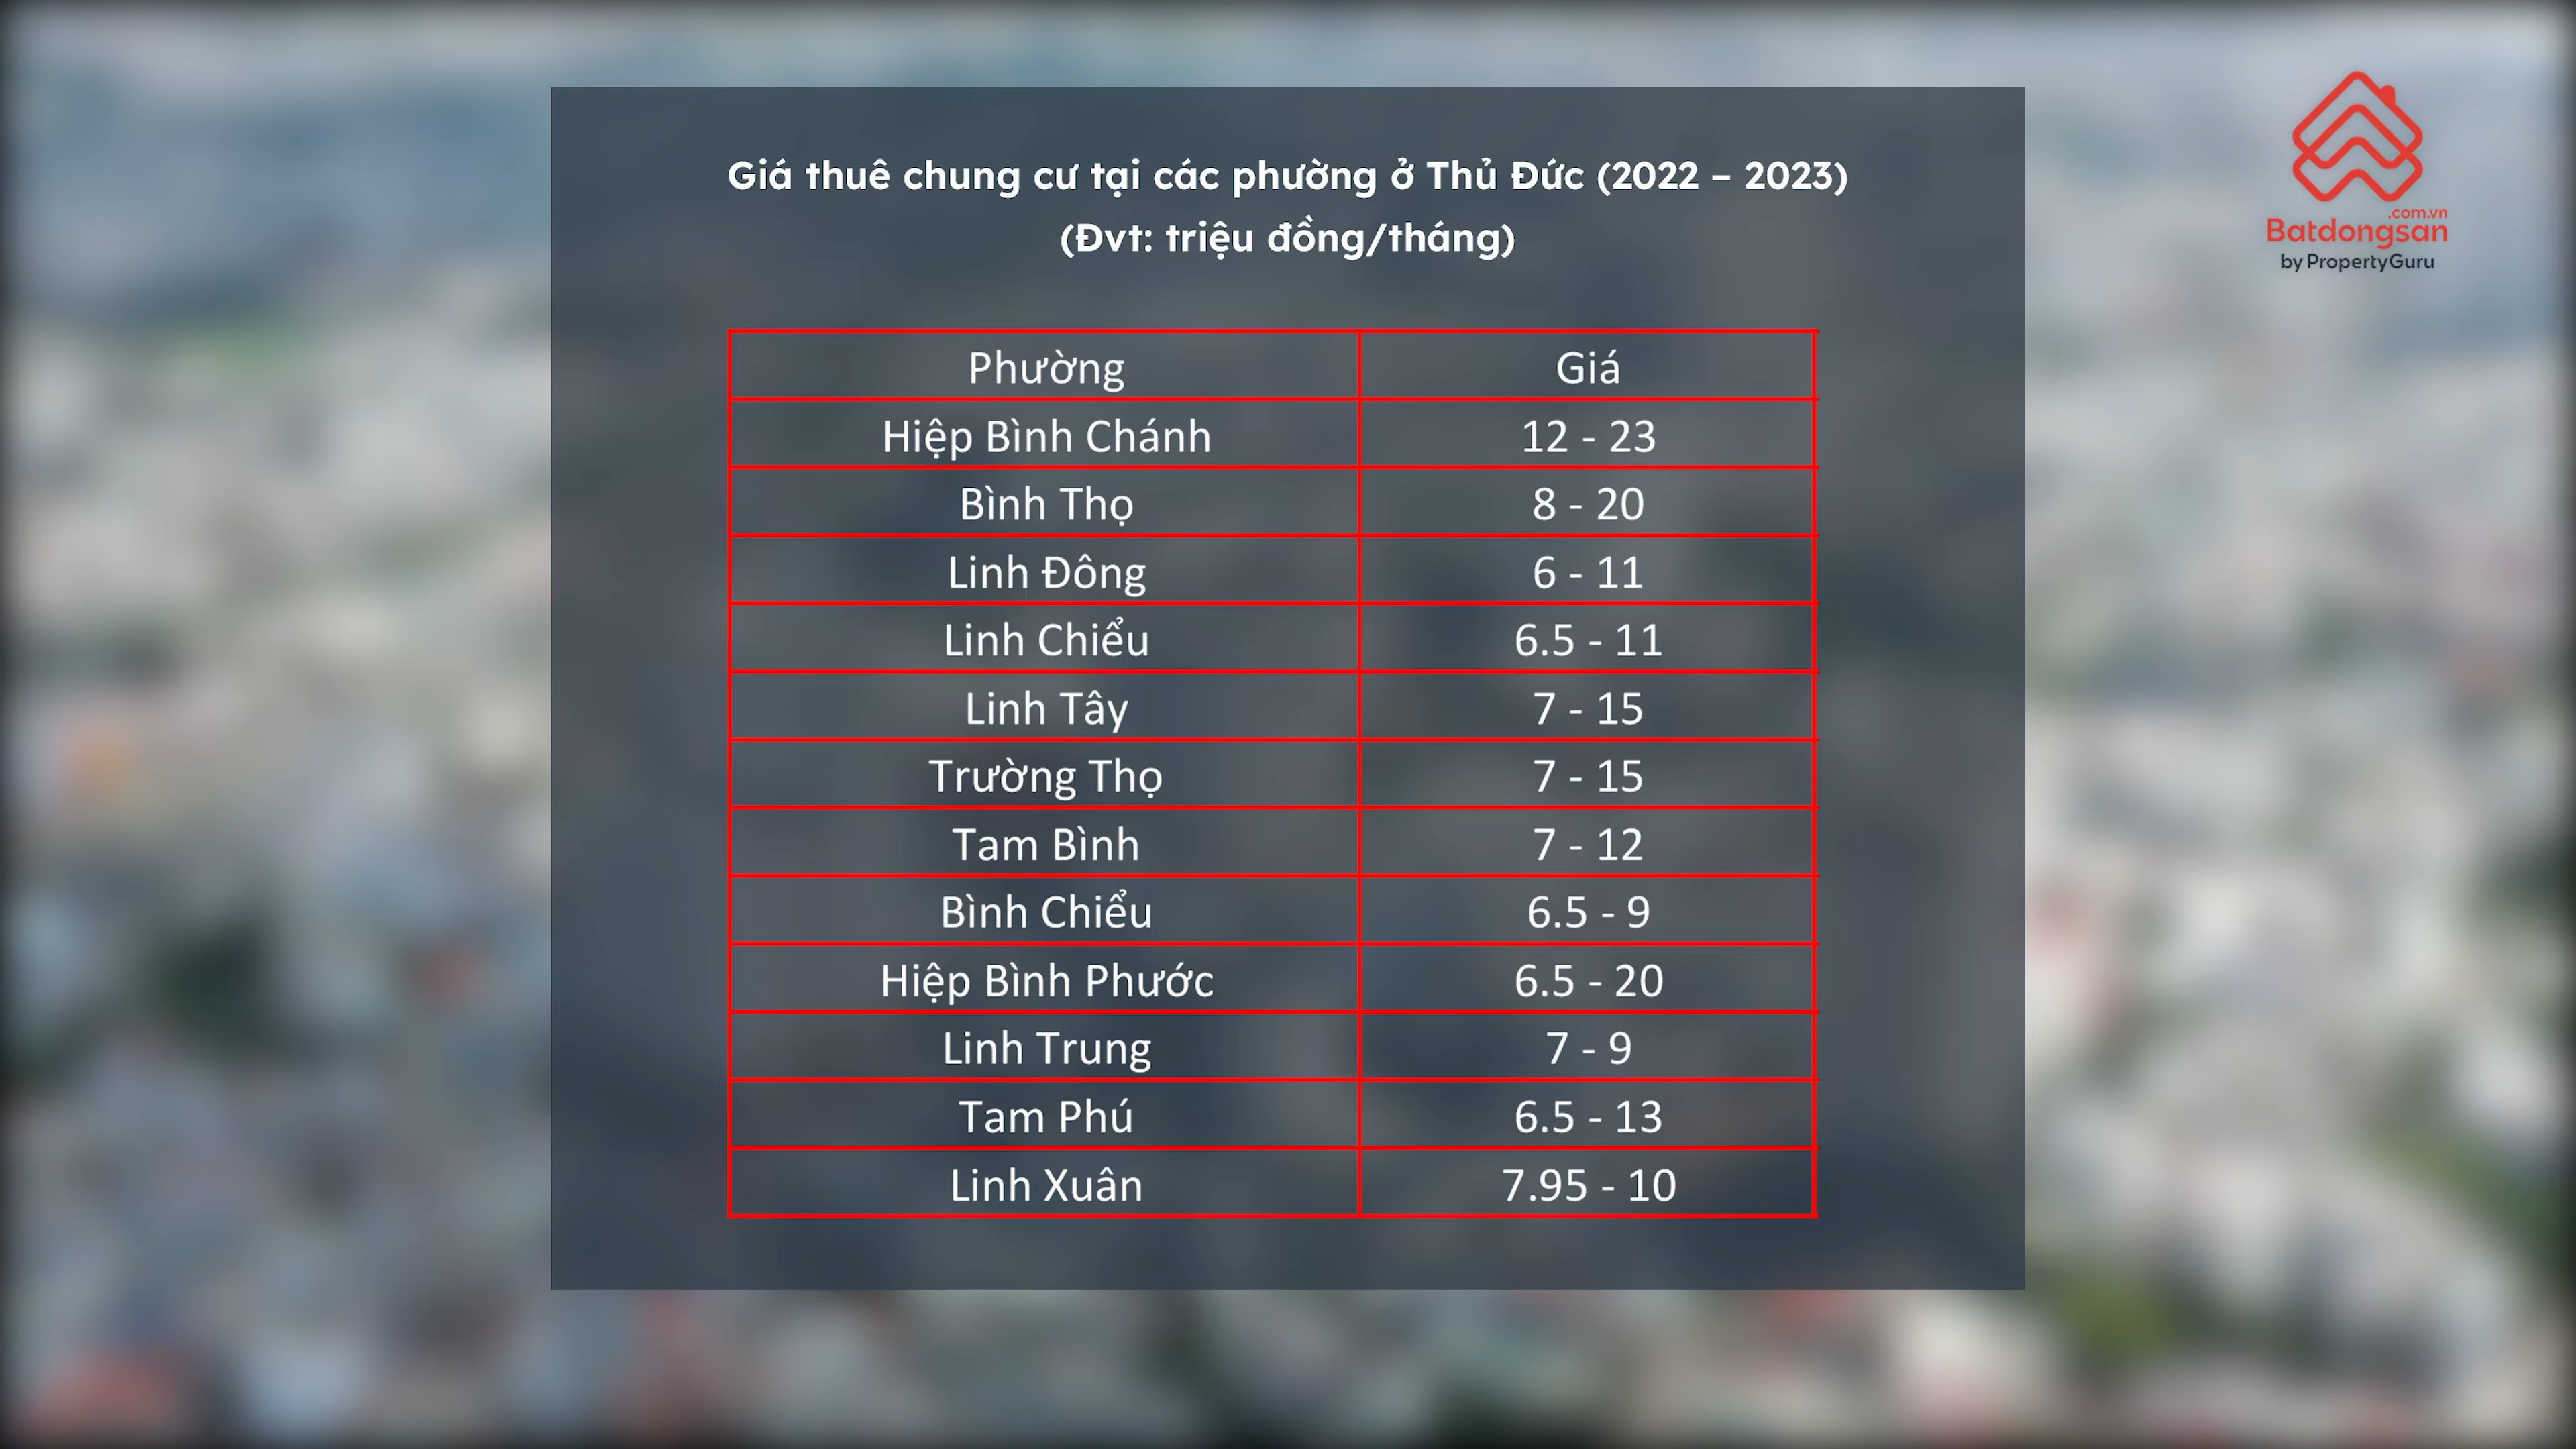 Giá thuê chung cư tại các phường ở Thủ Đức (2022 – 2023)
(Đvt: triệu đồng/tháng)
.com.vn
Batdongsan
by PropertyGuru
Phường Giá
Hiệp Bình Chánh 12 - 23
Bình Thọ 8 - 20
Linh Đông 6 - 11
Linh Chiểu 6.5 - 11
Linh Tây 7 - 15
Trường Thọ 7 - 15
Tam Bình 7 - 12
Bình Chiểu 6.5 - 9
Hiệp Bình Phước 6.5 - 20
Linh Trung 7 - 9
Tam Phú 6.5 - 13
Linh Xuân 7.95 - 10